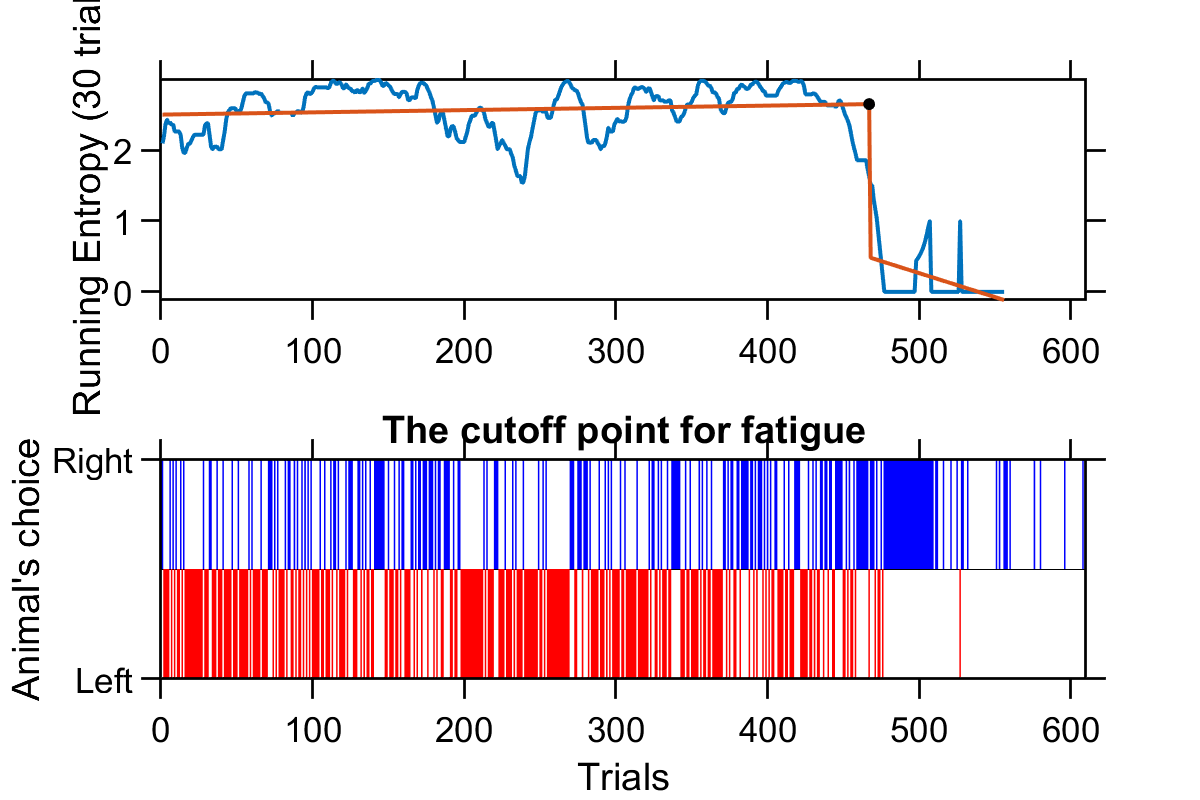 Running Entropy (30 trial
2
1
0
0 100 200 300 400 500 600
The cutoff point for fatigue
Animal's choice
Right
Left
0 100 200 300 400 500 600
Trials